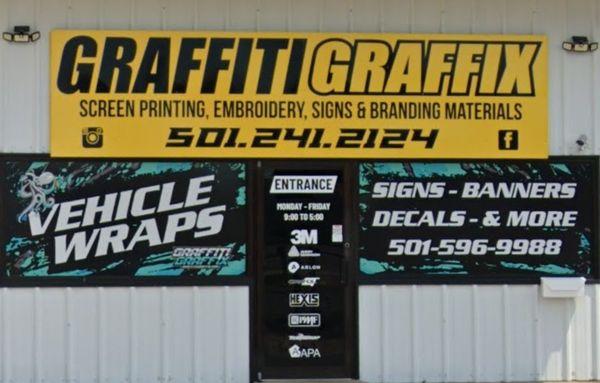 GRAFFITI GRAFFIX
SCREEN PRINTING, EMBROIDERY, SIGNS & BRANDING MATERIALS
501.241.2124
f
VEHICLE
WRAPS
GRAFFITI
GRAFFIX
ENTRANCE
MONDAY - FRIDAY
9:00 TO 5:00
3M
ARLON
HEXIS
APA
SIGNS - BANNERS
DECALS - & MORE
501-596-9988